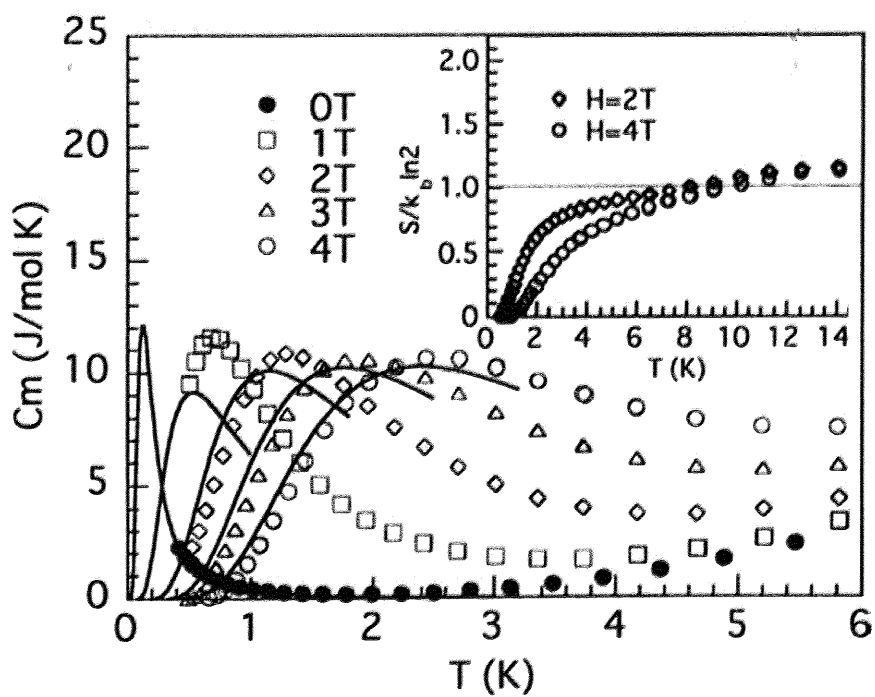 25
20
15
10
5
0
Cm (J/mol K)
0T
1T
2T
3T
4T
2.0
1.5
1.0
0.5
0
S/k_b ln2
H=2T
H=4T
0 2 4 6 8 10 12 14
T (K)
0 1 2 3 4 5 6
T (K)